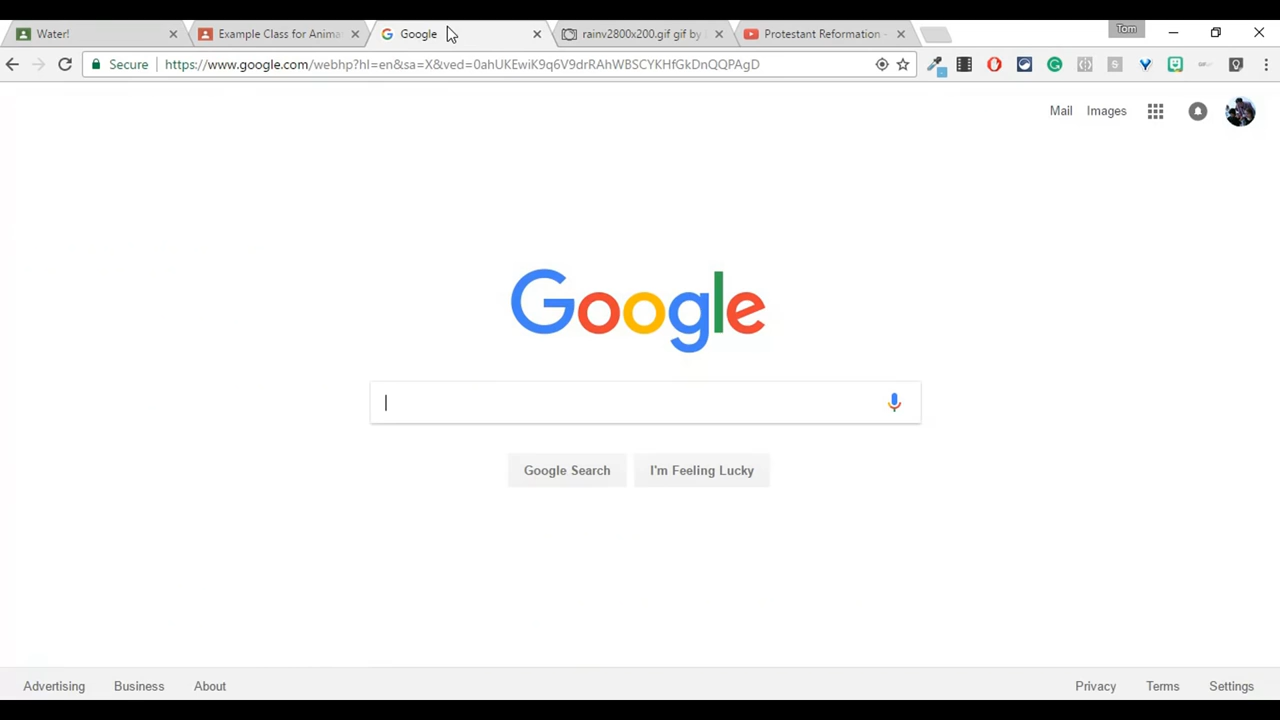 Water!
Example Class for Anima
Google
rainv2800x200.gif gif by
Protestant Reformation -
Tom
Secure
https://www.google.com/webhp?hl=en&sa=X&ved=0ahUKEwiK9q6V9drRAhWBSCYKHfGkDnQQPAgD
Mail
Images
Google
Google Search
I'm Feeling Lucky
Advertising
Business
About
Privacy
Terms
Settings